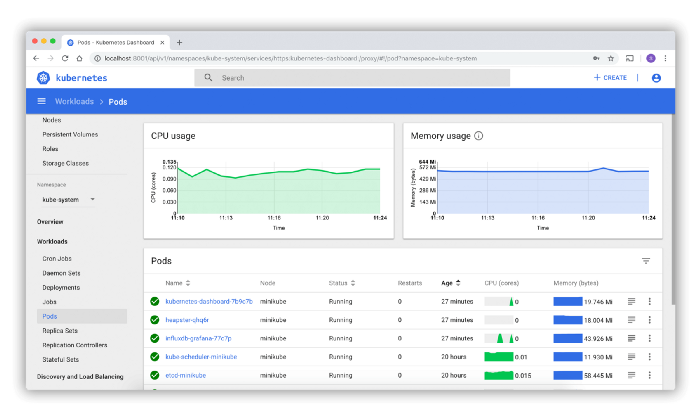 Pods - Kubernetes Dashboard
localhost:8001/api/v1/namespaces/kube-system/services/https:kubernetes-dashboard:/proxy/#!/pod?namespace=kube-system
kubernetes
Search
+ CREATE
Workloads > Pods
Nodes
Persistent Volumes
Roles
Storage Classes
Namespace
kube-system
Overview
Workloads
Cron Jobs
Daemon Sets
Deployments
Jobs
Pods
Replica Sets
Replication Controllers
Stateful Sets
Discovery and Load Balancing
CPU usage
CPU (cores)
0.135
0.120
0.090
0.060
0.030
0
11:10 11:13 11:16 11:20 11:24
Time
Memory usage
Memory (bytes)
644 Mi
572 Mi
429 Mi
286 Mi
143 Mi
0
11:10 11:13 11:16 11:20 11:24
Time
Pods
Name Node Status Restarts Age CPU (cores) Memory (bytes)
kubernetes-dashboard-7b9c7b minikube Running 0 27 minutes 0 19.746 Mi
heapster-qhq6r minikube Running 0 27 minutes 0 18.004 Mi
influxdb-grafana-77c7p minikube Running 0 27 minutes 0 43.926 Mi
kube-scheduler-minikube minikube Running 0 20 hours 0.01 11.930 Mi
etcd-minikube minikube Running 0 20 hours 0.015 58.445 Mi